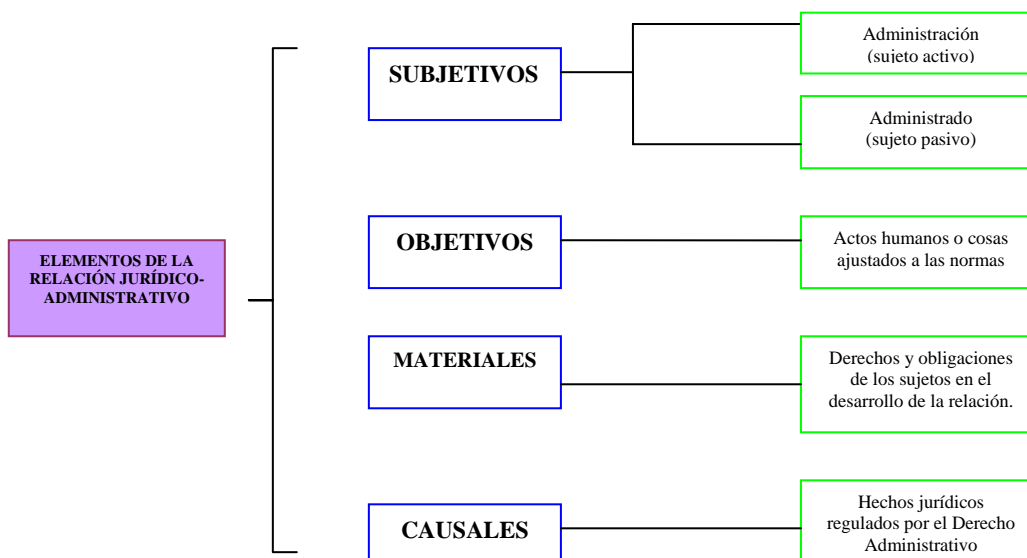 ELEMENTOS DE LA
RELACIÓN JURÍDICO-
ADMINISTRATIVO
SUBJETIVOS
Administración
(sujeto activo)
Administrado
(sujeto pasivo)
OBJETIVOS
Actos humanos o cosas
ajustados a las normas
MATERIALES
Derechos y obligaciones
de los sujetos en el
desarrollo de la relación.
CAUSALES
Hechos jurídicos
regulados por el Derecho
Administrativo